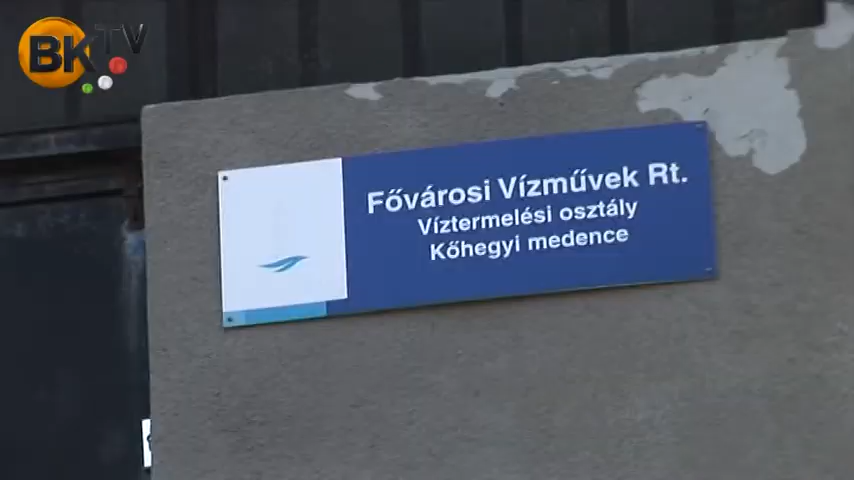 BKTV
Fővárosi Vízművek Rt.
Víztermelési osztály
Kőhegyi medence